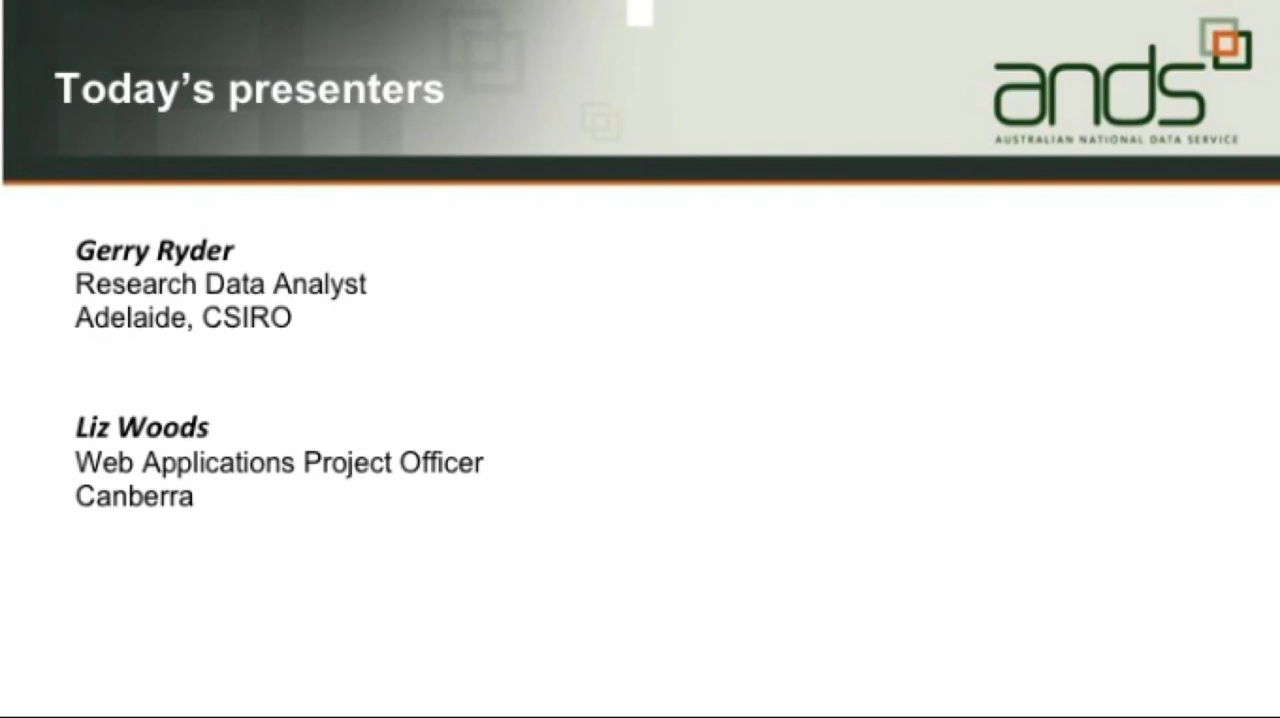 Today's presenters
ands
AUSTRALIAN NATIONAL DATA SERVICE
Gerry Ryder
Research Data Analyst
Adelaide, CSIRO
Liz Woods
Web Applications Project Officer
Canberra